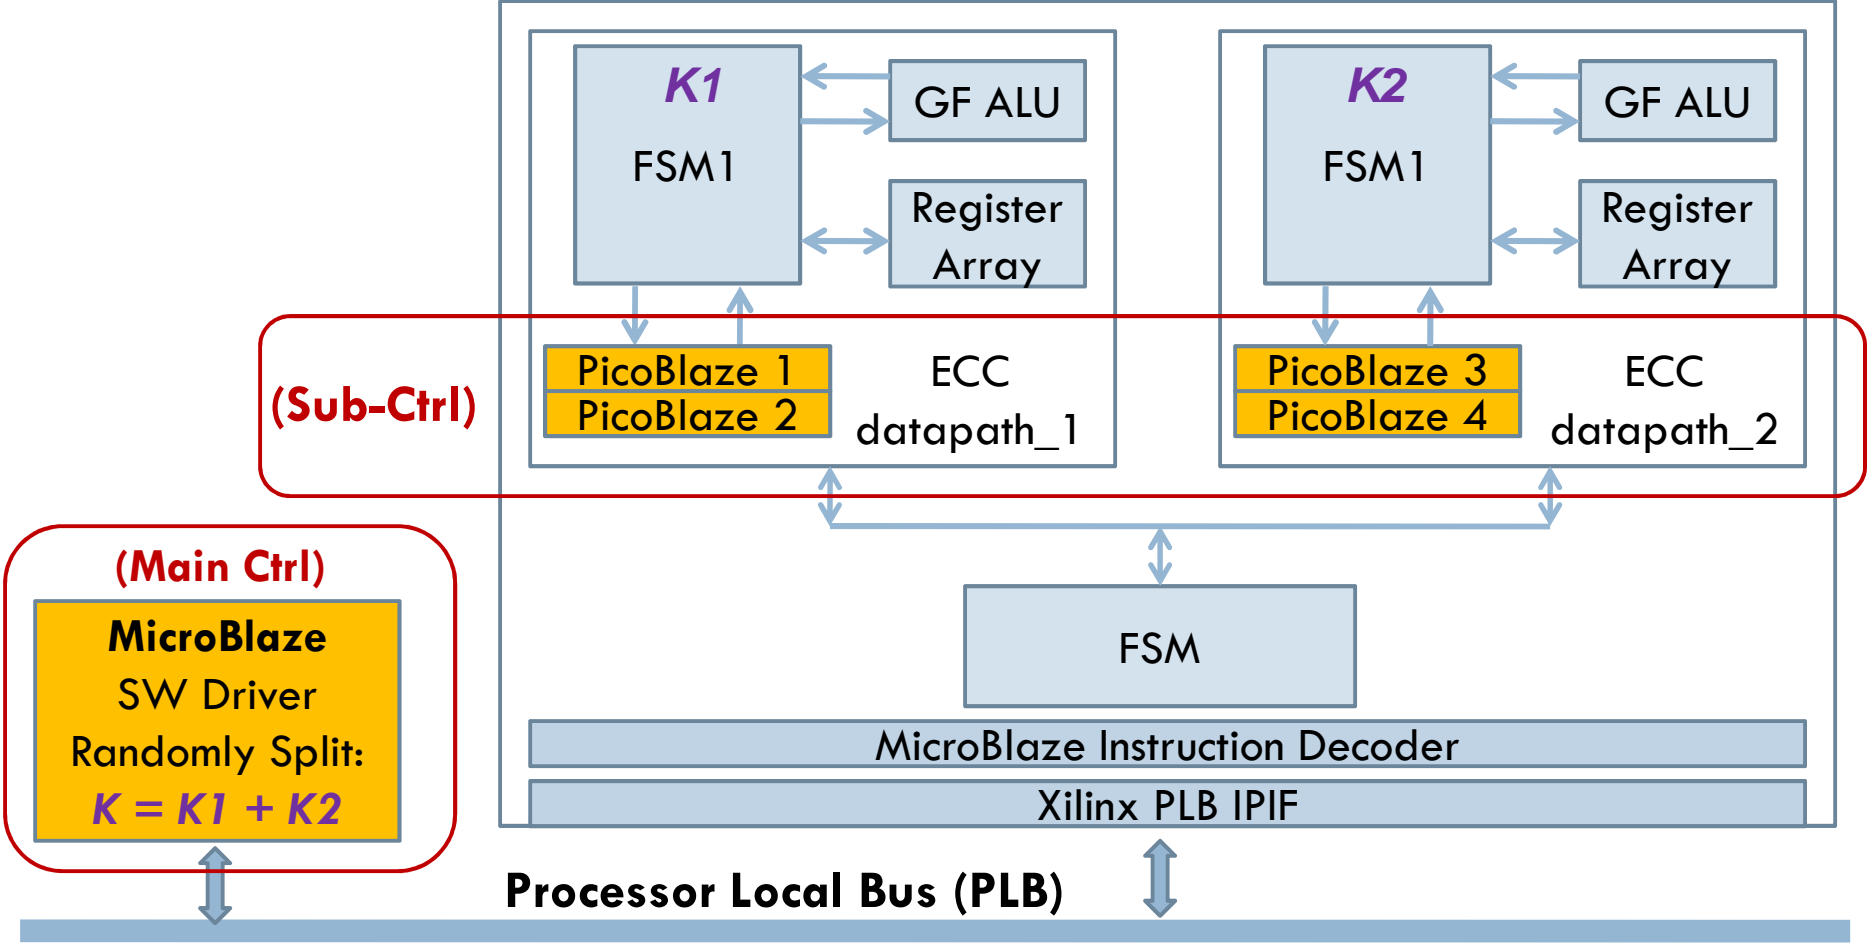 K1
FSM1
GF ALU
Register
Array
PicoBlaze 1
PicoBlaze 2
ECC
datapath_1
K2
FSM1
GF ALU
Register
Array
PicoBlaze 3
PicoBlaze 4
ECC
datapath_2
(Sub-Ctrl)
(Main Ctrl)
MicroBlaze
SW Driver
Randomly Split:
K = K1 + K2
FSM
MicroBlaze Instruction Decoder
Xilinx PLB IPIF
Processor Local Bus (PLB)